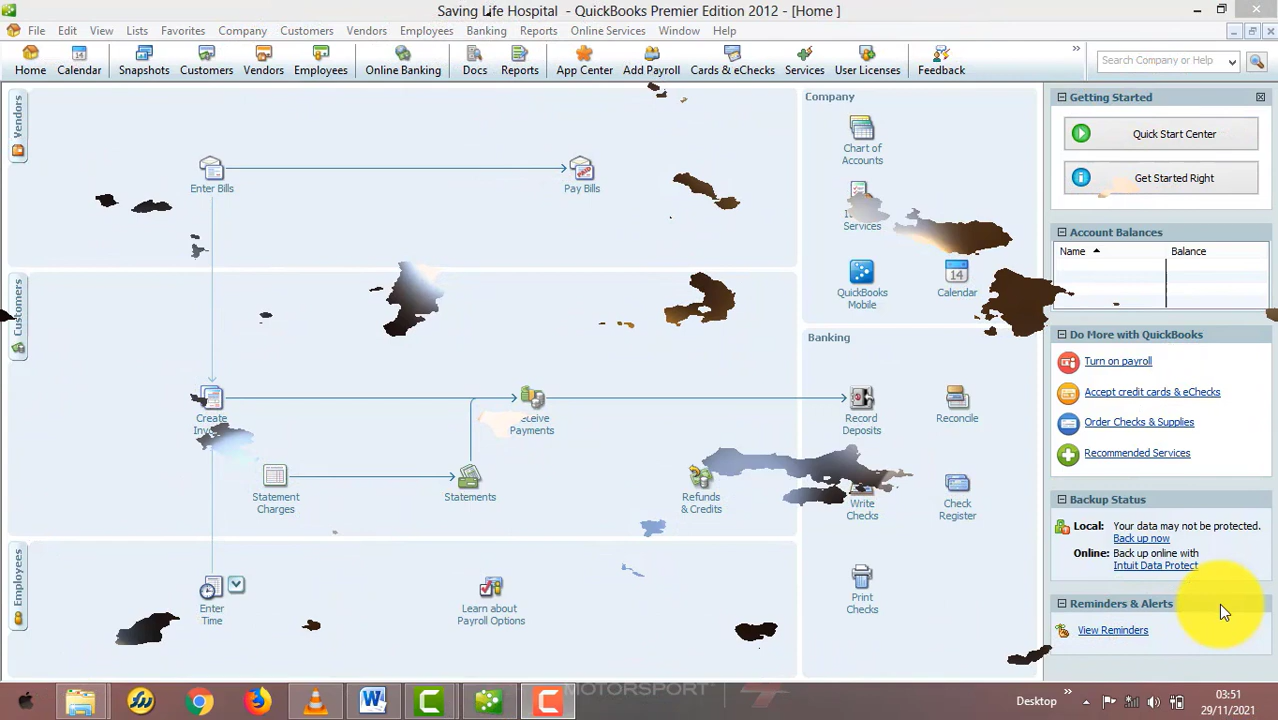 Saving Life Hospital - QuickBooks Premier Edition 2012 - [Home ]
File Edit View Lists Favorites Company Customers Vendors Employees Banking Reports Online Services Window Help
Home Calendar Snapshots Customers Vendors Employees Online Banking Docs Reports App Center Add Payroll Cards & eChecks Services User Licenses Feedback
Search Company or Help
Vendors
Enter Bills
Pay Bills
Customers
Create
Receive
Payments
Statement
Charges
Statements
Refunds
& Credits
Employees
Enter
Time
Learn about
Payroll Options
Company
Chart of
Accounts
Services
QuickBooks
Mobile
14
Calendar
Banking
Record
Deposits
Reconcile
Write
Checks
Check
Register
Print
Checks
Getting Started
Quick Start Center
Get Started Right
Account Balances
Name Balance
Do More with QuickBooks
Turn on payroll
Accept credit cards & eChecks
Order Checks & Supplies
Recommended Services
Backup Status
Local: Your data may not be protected.
Back up now
Online: Back up online with
Intuit Data Protect
Reminders & Alerts
View Reminders
MOTORSPORT
Desktop
03:51
29/11/2021